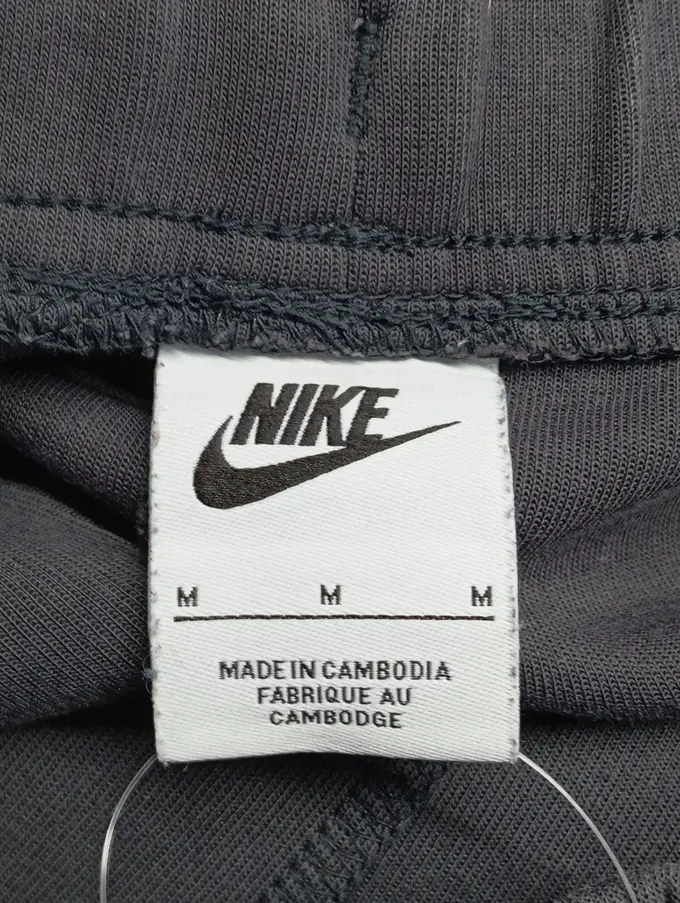 NIKE
M M M
MADE IN CAMBODIA
FABRIQUE AU
CAMBODGE